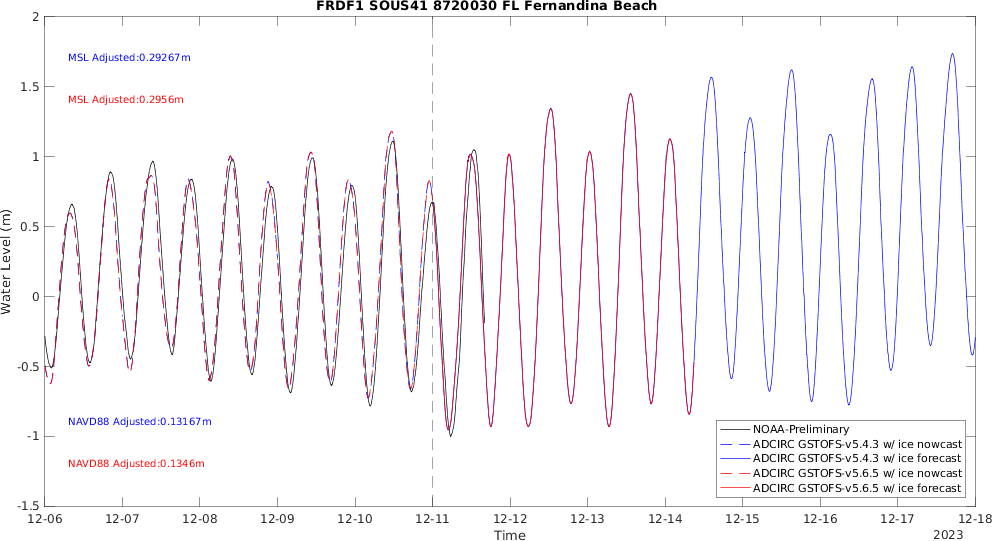 FRDF1 SOUS41 8720030 FL Fernandina Beach
2
1.5
1
0.5
0
-0.5
-1
-1.5
Water Level (m)
MSL Adjusted:0.29267m
MSL Adjusted:0.2956m
NAVD88 Adjusted:0.13167m
NAVD88 Adjusted:0.1346m
NOAA-Preliminary
ADCIRC GSTOFS-v5.4.3 w/ ice nowcast
ADCIRC GSTOFS-v5.4.3 w/ ice forecast
ADCIRC GSTOFS-v5.6.5 w/ ice nowcast
ADCIRC GSTOFS-v5.6.5 w/ ice forecast
12-06 12-07 12-08 12-09 12-10 12-11 12-12 12-13 12-14 12-15 12-16 12-17 12-18
Time
2023